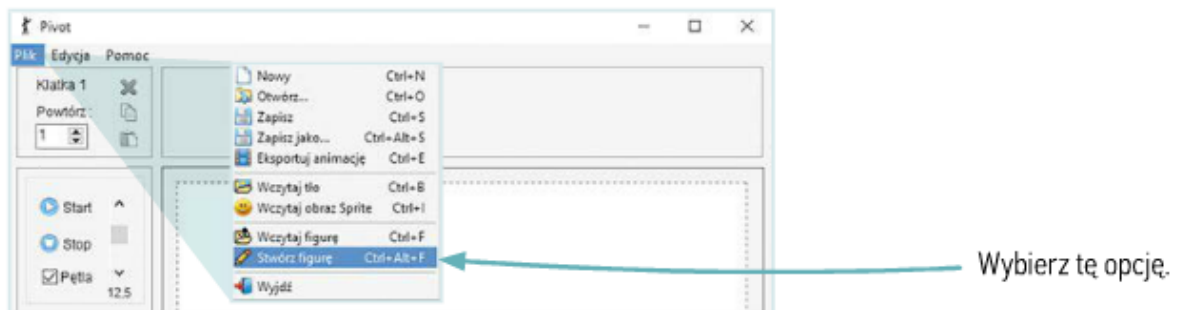 Pivot
Plik Edycja Pomoc
Klatka 1
Powtórz :
1
Nowy Ctrl+N
Otwórz... Ctrl+O
Zapisz Ctrl+S
Zapisz jako... Ctrl+Alt+S
Eksportuj animację Ctrl+E
Wczytaj tło Ctrl+B
Wczytaj obraz Sprite Ctrl+I
Wczytaj figurę Ctrl+F
Stwórz figurę Ctrl+Alt+F
Wyjdź
Start
Stop
Pętla
12.5
Wybierz tę opcję.